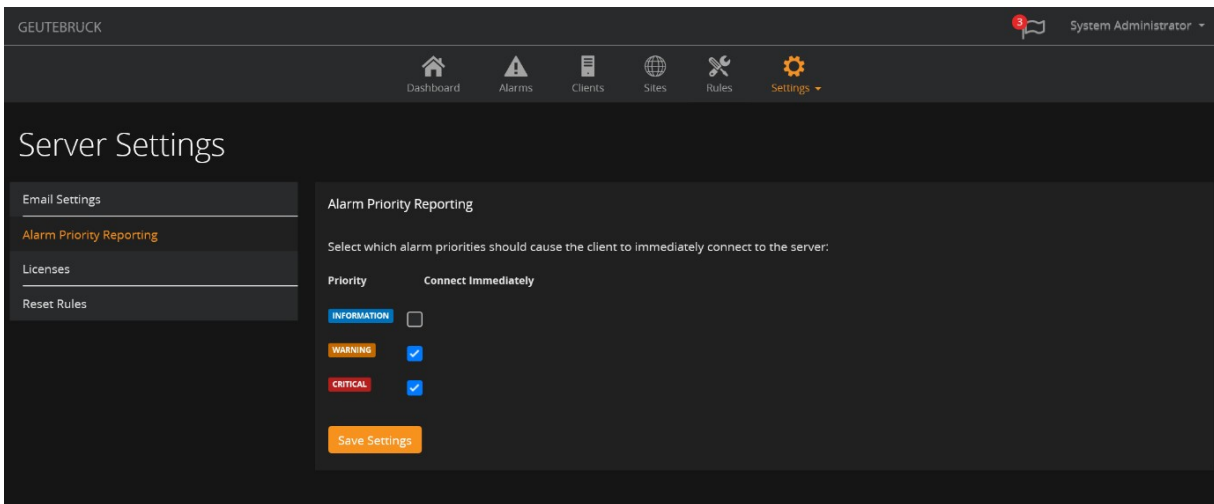 GEUTEBRUCK
3
System Administrator
Dashboard
Alarms
Clients
Sites
Rules
Settings
Server Settings
Email Settings
Alarm Priority Reporting
Licenses
Reset Rules
Alarm Priority Reporting
Select which alarm priorities should cause the client to immediately connect to the server:
Priority Connect Immediately
INFORMATION
WARNING
CRITICAL
Save Settings